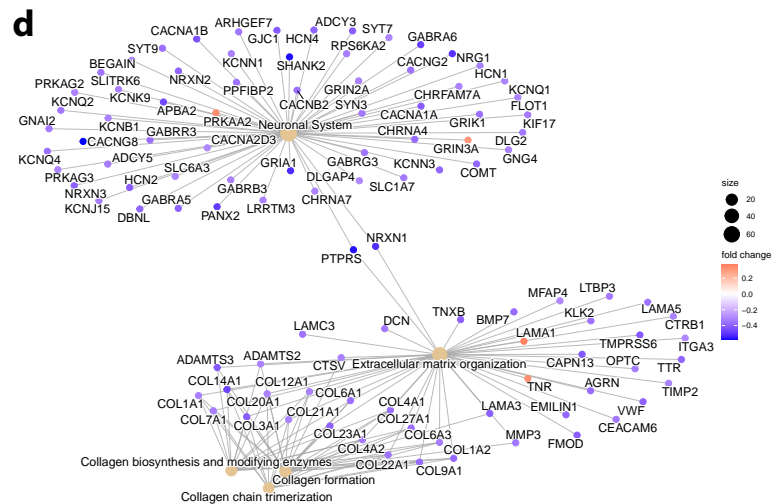 d
ARHGEF7
ADCY3
CACNA1B
GJC1
HCN4
SYT7
GABRA6
SYT9
RPS6KA2
BEGAIN
KCNN1
SHANK2
CACNG2
NRG1
SLITRK6
NRXN2
HCN1
PRKAG2
KCNK9
PPFIBP2
GRIN2A
CHRFAM7A
KCNQ1
KCNQ2
APBA2
CACNB2
SYN3
FLOT1
GNAI2
KCNB1
PRKAA2
Neuronal System
CACNA1A
GRIK1
KIF17
CACNG8
GABRR3
CACNA2D3
CHRNA4
GRIN3A
DLG2
KCNQ4
ADCY5
GRIA1
GABRG3
KCNN3
GNG4
PRKAG3
SLC6A3
DLGAP4
COMT
NRXN3
HCN2
GABRB3
CHRNA7
SLC1A7
KCNJ15
DBNL
GABRA5
PANX2
LRRTM3
NRXN1
PTPRS
size
20
40
60
fold change
0.2
0.0
−0.2
−0.4
MFAP4
LTBP3
LAMA5
TNXB
BMP7
KLK2
CTRB1
DCN
LAMC3
LAMA1
TMPRSS6
ITGA3
ADAMTS3
ADAMTS2
CTSV
Extracellular matrix organization
CAPN13
OPTC
TTR
COL14A1
COL12A1
TNR
AGRN
TIMP2
COL1A1
COL20A1
COL6A1
COL4A1
LAMA3
EMILIN1
VWF
COL7A1
COL3A1
COL21A1
COL27A1
CEACAM6
COL23A1
COL6A3
MMP3
FMOD
COL4A2
COL1A2
Collagen biosynthesis and modifying enzymes
COL22A1
COL9A1
Collagen formation
Collagen chain trimerization